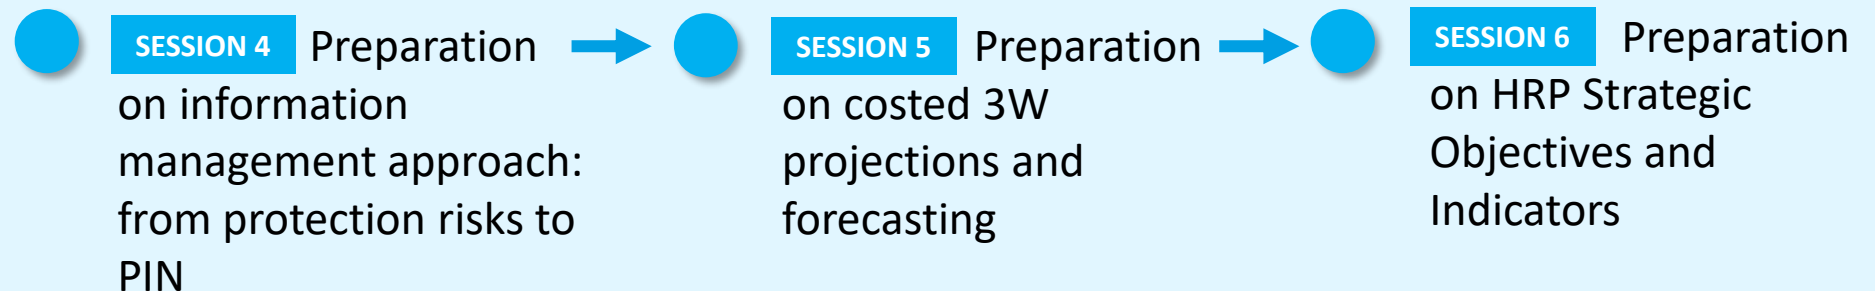 SESSION 4 Preparation
on information
management approach:
from protection risks to
PIN
SESSION 5 Preparation
on costed 3W
projections and
forecasting
SESSION 6 Preparation
on HRP Strategic
Objectives and
Indicators